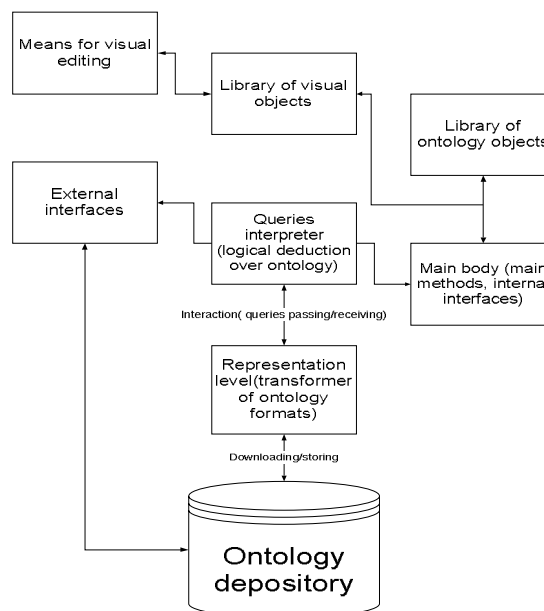 Means for visual
editing
Library of visual
objects
Library of
ontology objects
External
interfaces
Queries
interpreter
(logical deduction
over ontology)
Main body (main
methods, interna
interfaces)
Interaction( queries passing/receiving)
Representation
level(transformer
of ontology
formats)
Downloading/storing
Ontology
depository